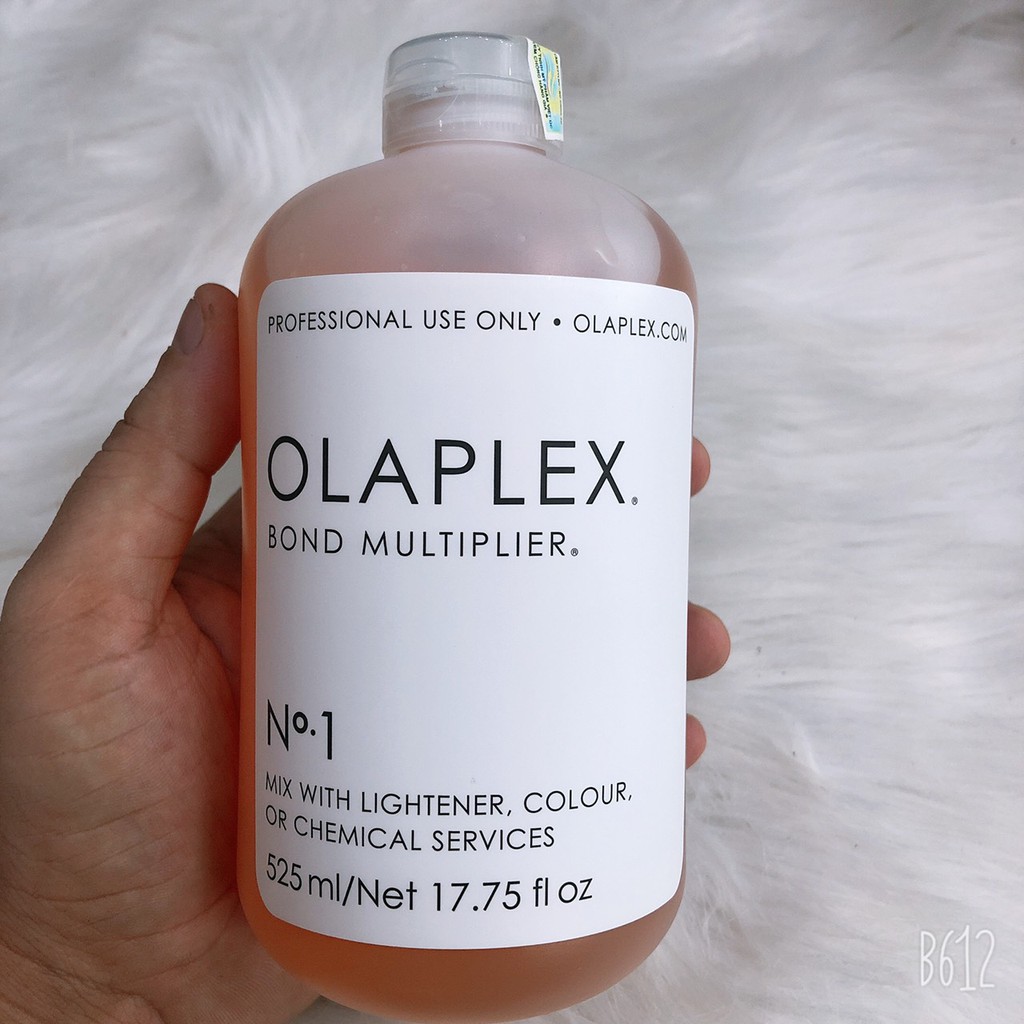 PROFESSIONAL USE ONLY • OLAPLEX.COM
OLAPLEX®
BOND MULTIPLIER®
Nº.1
MIX WITH LIGHTENER, COLOUR,
OR CHEMICAL SERVICES
525 ml/Net 17.75 fl oz
B612